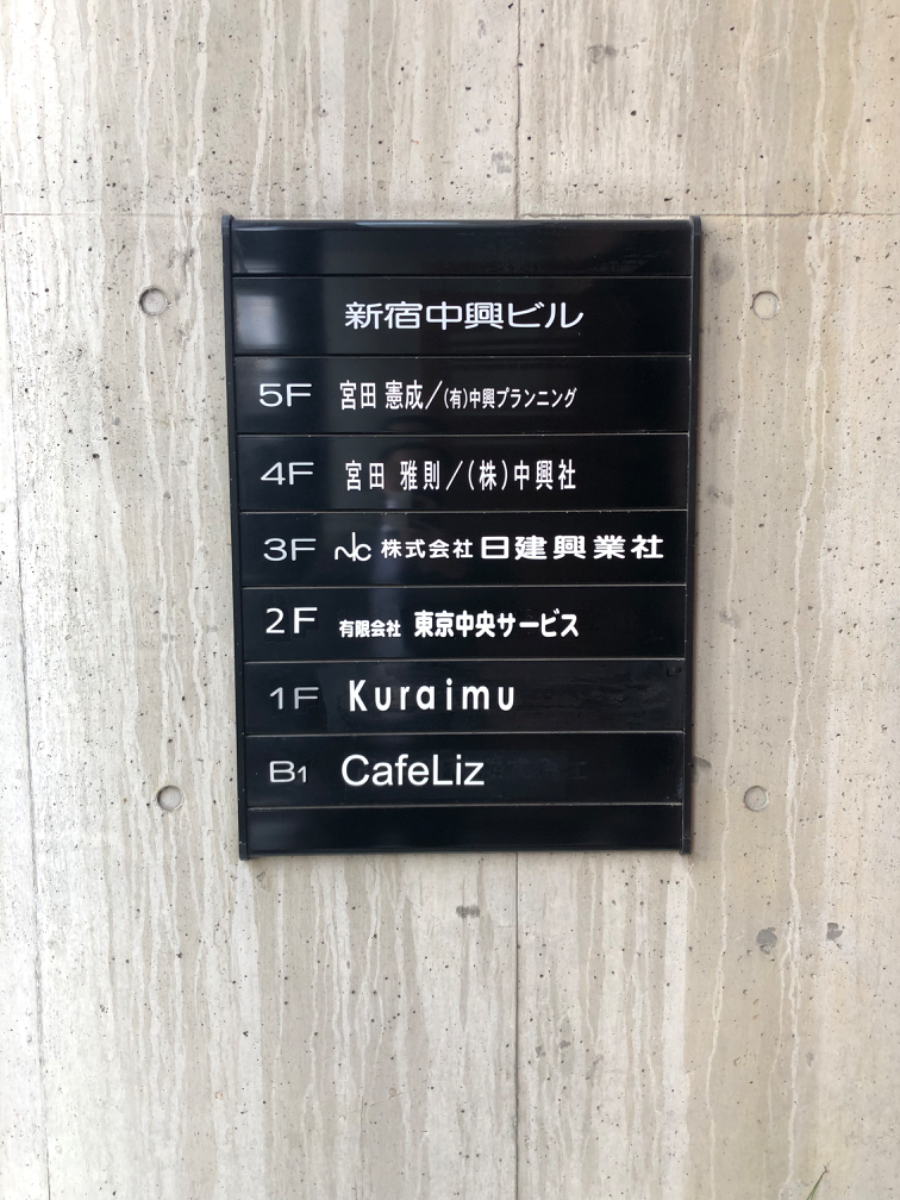 新宿中興ビル
5F 宮田 憲成/(有)中興プランニング
4F 宮田 雅則/(株)中興社
3F NC 株式会社 日建興業社
2F 有限会社 東京中央サービス
1F Kuraimu
B1 CafeLiz